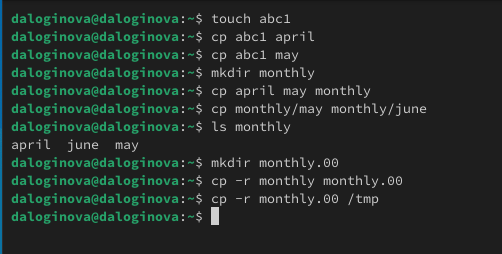 daloginova@daloginova:~$ touch abc1
daloginova@daloginova:~$ cp abc1 april
daloginova@daloginova:~$ cp abc1 may
daloginova@daloginova:~$ mkdir monthly
daloginova@daloginova:~$ cp april may monthly
daloginova@daloginova:~$ cp monthly/may monthly/june
daloginova@daloginova:~$ ls monthly
april  june  may
daloginova@daloginova:~$ mkdir monthly.00
daloginova@daloginova:~$ cp -r monthly monthly.00
daloginova@daloginova:~$ cp -r monthly.00 /tmp
daloginova@daloginova:~$